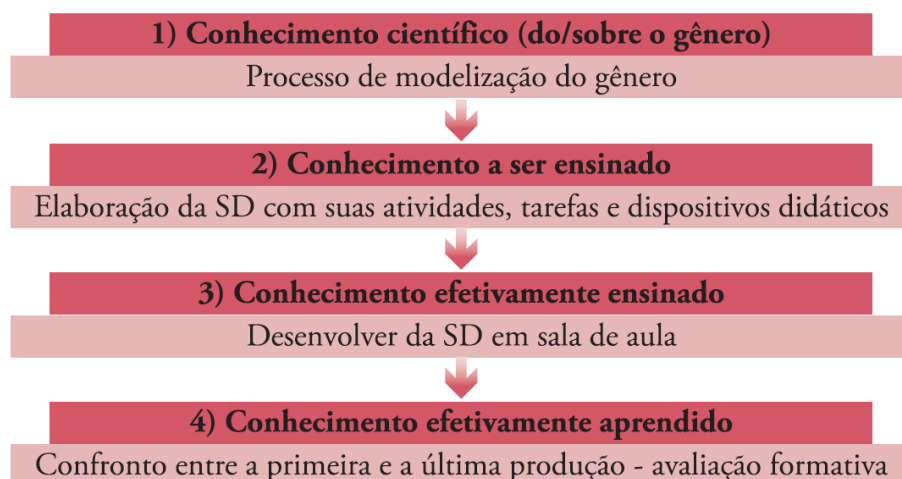 1) Conhecimento científico (do/sobre o gênero)
Processo de modelização do gênero
2) Conhecimento a ser ensinado
Elaboração da SD com suas atividades, tarefas e dispositivos didáticos
3) Conhecimento efetivamente ensinado
Desenvolver da SD em sala de aula
4) Conhecimento efetivamente aprendido
Confronto entre a primeira e a última produção - avaliação formativa